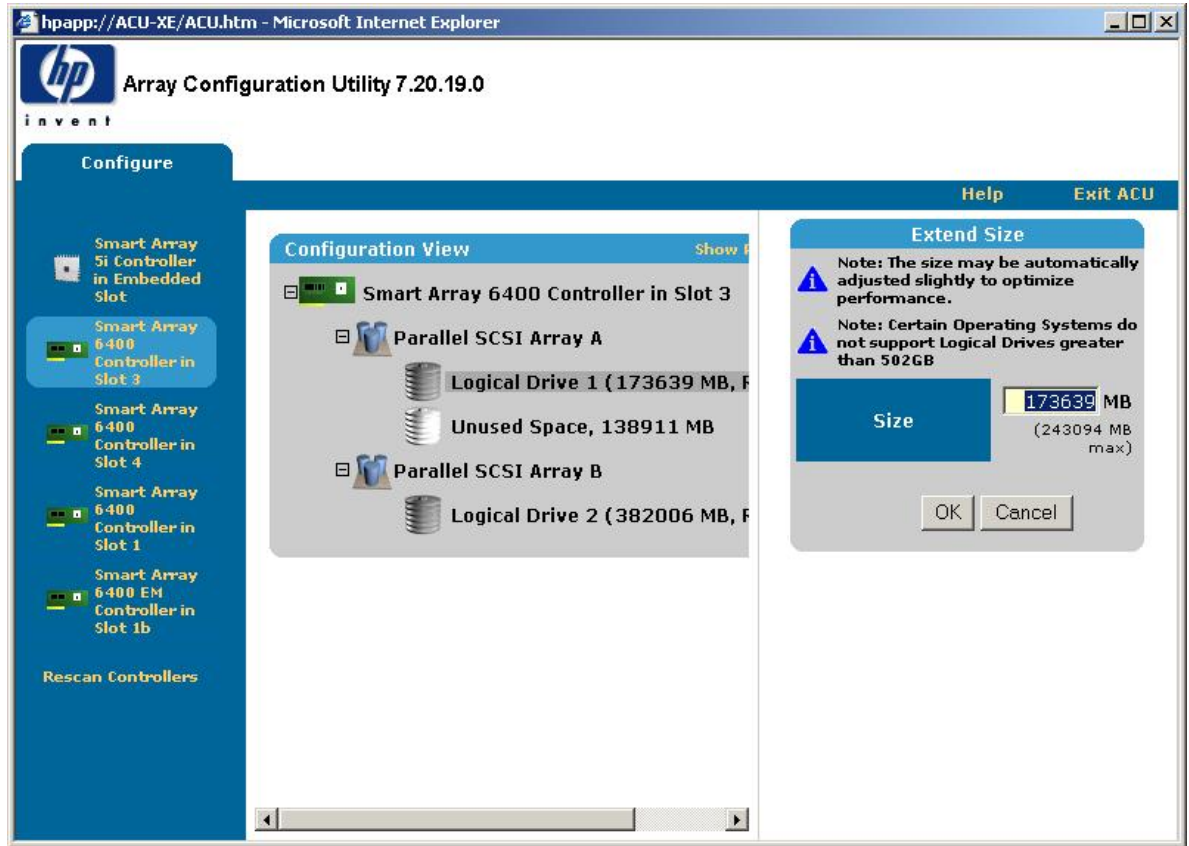 hpapp://ACU-XE/ACU.htm - Microsoft Internet Explorer
hp
invent
Array Configuration Utility 7.20.19.0
Configure
Help
Exit ACU
Smart Array
5i Controller
in Embedded
Slot
Smart Array
6400
Controller in
Slot 3
Smart Array
6400
Controller in
Slot 4
Smart Array
6400
Controller in
Slot 1
Smart Array
6400 EM
Controller in
Slot 1b
Rescan Controllers
Configuration View
Show
Smart Array 6400 Controller in Slot 3
Parallel SCSI Array A
Logical Drive 1 (173639 MB,
Unused Space, 138911 MB
Parallel SCSI Array B
Logical Drive 2 (382006 MB,
Extend Size
Note: The size may be automatically
adjusted slightly to optimize
performance.
Note: Certain Operating Systems do
not support Logical Drives greater
than 502GB
Size
173639 MB
(243094 MB
max)
OK
Cancel